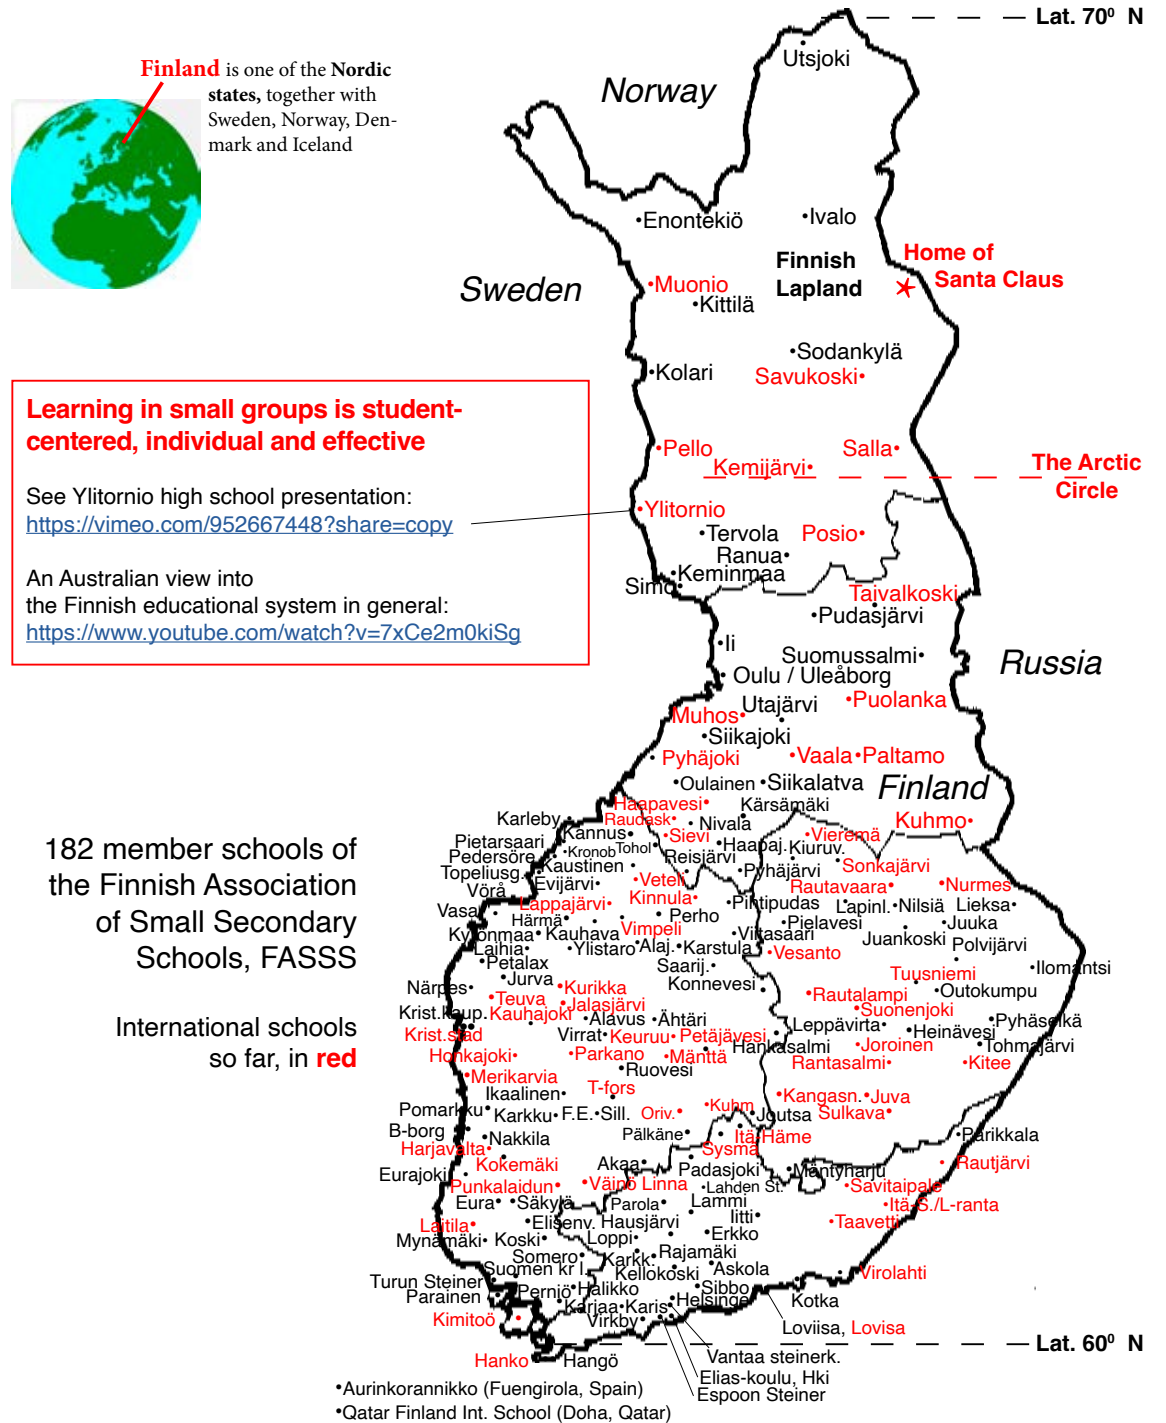 Lat. 70⁰ N
Utsjoki
Finland is one of the Nordic
states, together with
Sweden, Norway, Den-
mark and Iceland
Norway
•Enontekiö
•Ivalo
Finnish
Lapland
Home of
Santa Claus
Sweden
•Muonio
•Kittilä
•Sodankylä
•Kolari
Savukoski•
Learning in small groups is student-
centered, individual and effective
See Ylitornio high school presentation:
https://vimeo.com/952667448?share=copy
An Australian view into
the Finnish educational system in general:
https://www.youtube.com/watch?v=7xCe2m0kiSg
•Pello
Salla•
Kemijärvi•
The Arctic
Circle
•Ylitornio
•Tervola
Posio•
Ranua•
•Keminmaa
Simo
Taivalkoski
•Pudasjärvi
•Ii
Suomussalmi•
Russia
Oulu / Uleåborg
•Puolanka
Utajärvi
Muhos•
•Siikajoki
Pyhäjoki
•Vaala
•Paltamo
•Oulainen
•Siikalatva
Finland
Haapavesi•
Kärsämäki
Karleby
Raudask•
•Nivala
Kuhmo•
182 member schools of
the Finnish Association
of Small Secondary
Schools, FASSS
International schools
so far, in red
Kannus•
•Sievi
•Vieremä
Pietarsaari
•Kronob
Tohol•
•Haapaj.
Kiuruv.
Pedersöre
Reisjärvi
Sonkajärvi
Topeliusg.
Kaustinen
•Pyhäjärvi
Evijärvi•
•Veteli
Rautavaara•
•Nurmes
Vörå
Lappajärvi•
Kinnula•
•Pihtipudas
Lapinl.
•Nilsiä
Lieksa•
Vasa
Härmä
Perho
•Pielavesi
•Juuka
Kyrönmaa•
Kauhava
Vimpeli
Viitasaari
Juankoski
Laihia
•Ylistaro
Alaj.
•Karstula
•Vesanto
Polvijärvi
•Petalax
Saarij.
•Ilomantsi
•Jurva
Konnevesi
Tuusniemi
Närpes•
•Kurikka
•Outokumpu
•Teuva
•Jalasjärvi
•Rautalampi
Krist.kaup.
Kauhajoki
•Alavus
•Ähtäri
•Suonenjoki
•Pyhäselkä
Krist.stad
Virrat•
Keuruu•
Petäjävesi
Leppävirta•
•Heinävesi
Honkajoki•
•Parkano
•Mänttä
Hankasalmi
•Joroinen
•Tohmajärvi
•Ruovesi
Rantasalmi•
•Kitee
•Merikarvia
T-fors
Ikaalinen•
•Kangasn.
•Juva
Pomarkku•
Karkku•
F.E.
•Sill.
Oriv.•
•Kuhm
Joutsa
Sulkava•
B-borg
•Nakkila
Pälkäne•
Itä-Häme
Parikkala
Harjavalta•
Sysmä
Kokemäki
Akaa•
Padasjoki
•Mäntyharju
•Rautjärvi
Eurajoki
Punkalaidun•
•Väinö Linna
•Lahden St.
•Savitaipale
Eura•
•Säkylä
Parola•
Lammi
•Itä-S./L-ranta
•Elisenv.
Hausjärvi
Iitti•
•Taavetti
Laitila•
Loppi
•Erkko
Mynämäki•
Koski•
Rajamäki
Somero•
Karkk.
•Askola
Suomen kr l.
Kellokoski
•Virolahti
Turun Steiner
Perniö
•Halikko
•Sibbo
Parainen
•Helsinge
Kotka
Karjaa
•Karis
Kimitoö
Virkby
Loviisa, Lovisa
Lat. 60⁰ N
Hanko
Hangö
Vantaa steinerk.
Elias-koulu, Hki
Espoon Steiner
•Aurinkorannikko (Fuengirola, Spain)
•Qatar Finland Int. School (Doha, Qatar)